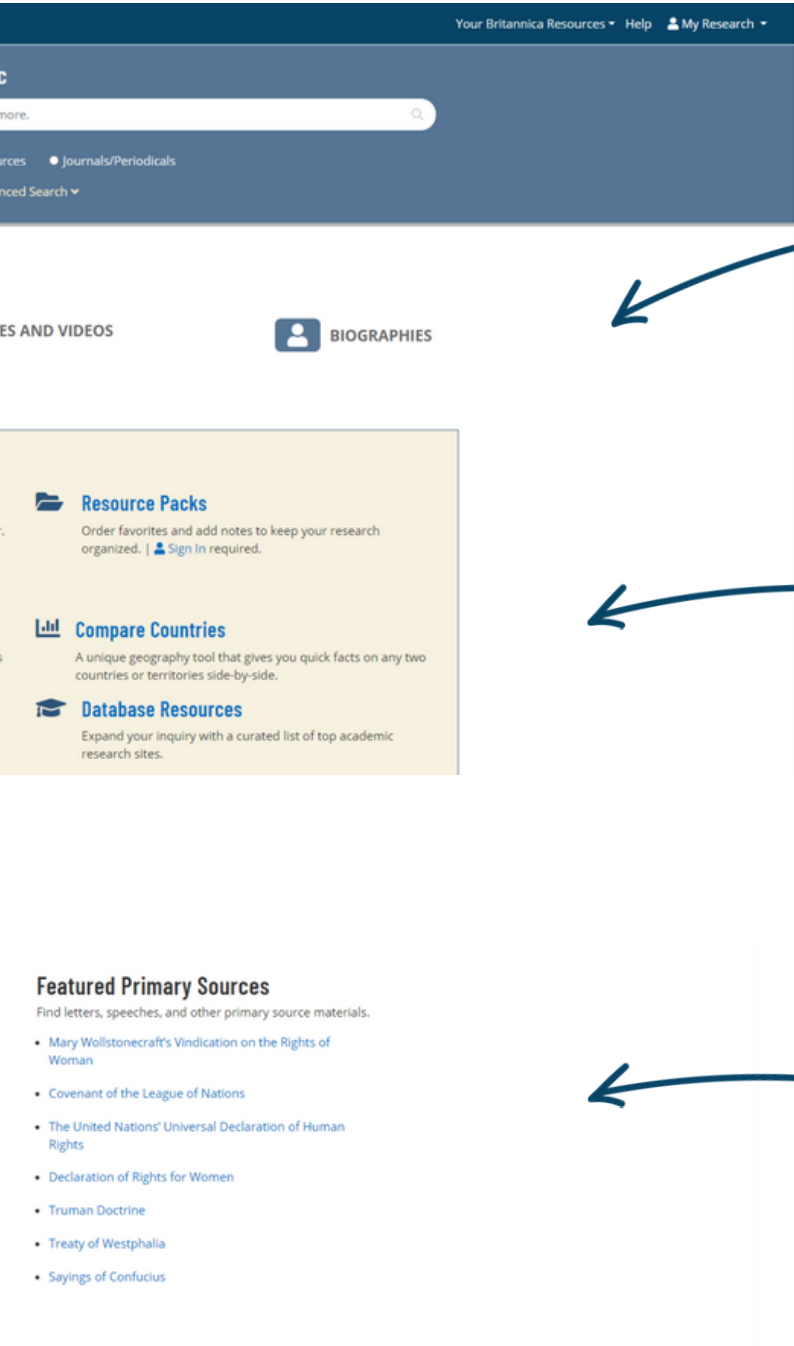 Your Britannica Resources Help My Research
c
more.
urces Journals/Periodicals
nced Search
ES AND VIDEOS
BIOGRAPHIES
Resource Packs
r.
Order favorites and add notes to keep your research
organized. | Sign In required.
Compare Countries
s
A unique geography tool that gives you quick facts on any two
countries or territories side-by-side.
Database Resources
Expand your inquiry with a curated list of top academic
research sites.
Featured Primary Sources
Find letters, speeches, and other primary source materials.
• Mary Wollstonecraft's Vindication on the Rights of
Woman
• Covenant of the League of Nations
• The United Nations' Universal Declaration of Human
Rights
• Declaration of Rights for Women
• Truman Doctrine
• Treaty of Westphalia
• Sayings of Confucius